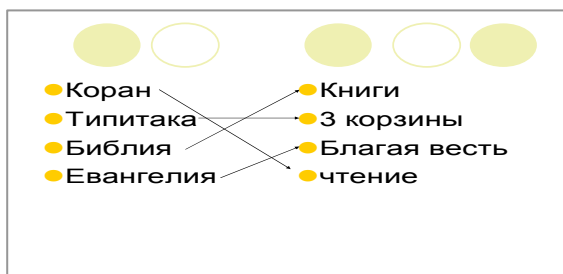 Коран
Типитака
Библия
Евангелия
Книги
3 корзины
Благая весть
чтение